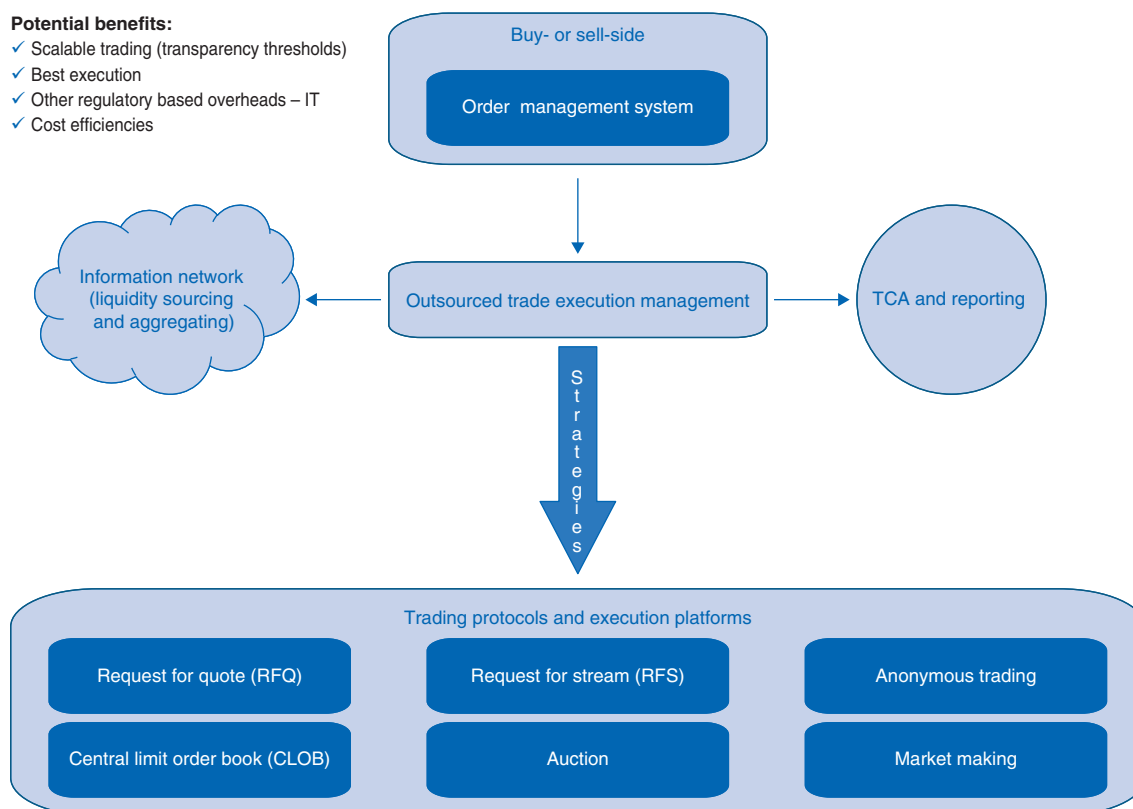 Potential benefits:
✓ Scalable trading (transparency thresholds)
✓ Best execution
✓ Other regulatory based overheads – IT
✓ Cost efficiencies
Buy- or sell-side
Order management system
Information network
(liquidity sourcing
and aggregating)
Outsourced trade execution management
TCA and reporting
Strategies
Trading protocols and execution platforms
Request for quote (RFQ)
Request for stream (RFS)
Anonymous trading
Central limit order book (CLOB)
Auction
Market making